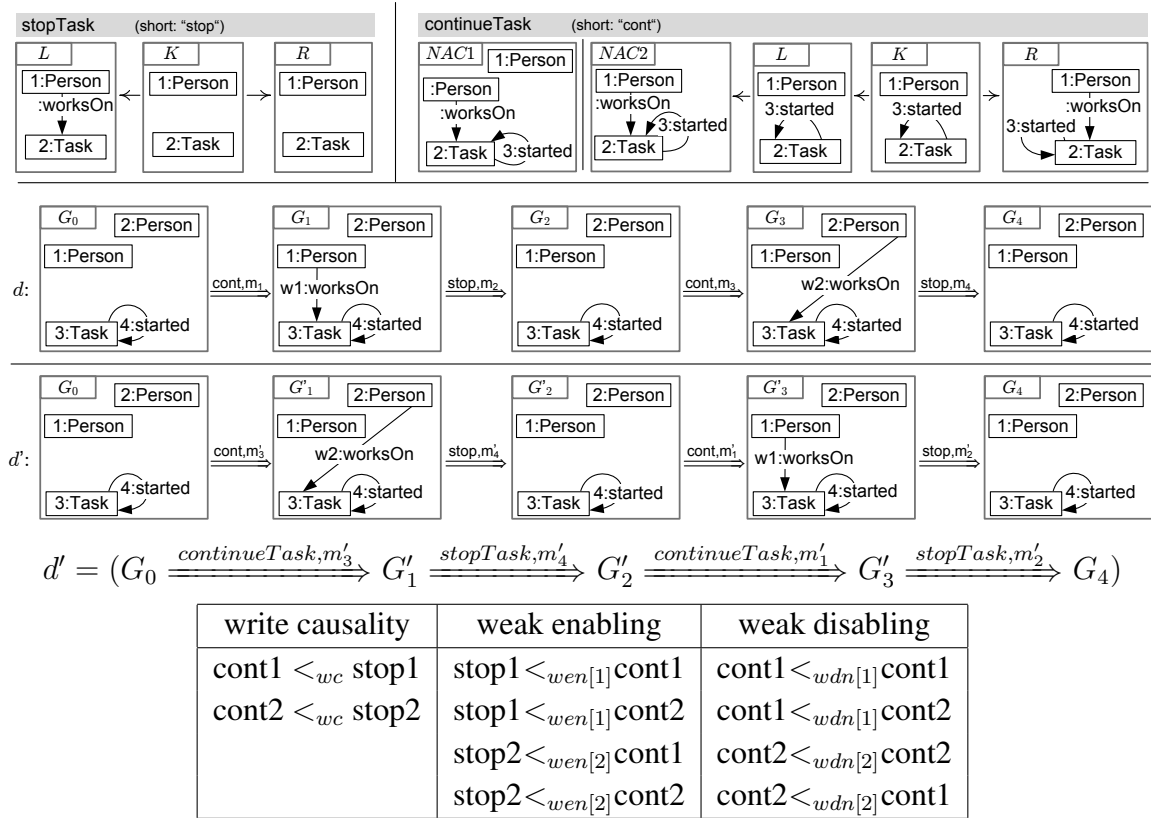 stopTask (short: “stop“) continueTask (short: “cont“)
L K R NAC1 NAC2 L K R
1:Person 1:Person 1:Person 1:Person 1:Person 1:Person 1:Person 1:Person
:worksOn :Person :worksOn 3:started 3:started :worksOn
:worksOn 3:started 3:started
2:Task 2:Task 2:Task 2:Task 3:started 2:Task 2:Task 2:Task 2:Task
G0 2:Person G1 2:Person G2 2:Person G3 2:Person G4 2:Person
1:Person 1:Person 1:Person 1:Person 1:Person
d: cont,m1 w1:worksOn stop,m2 cont,m3 w2:worksOn stop,m4
3:Task 4:started 3:Task 4:started 3:Task 4:started 3:Task 4:started 3:Task 4:started
G0 2:Person G'1 2:Person G'2 2:Person G'3 2:Person G4 2:Person
1:Person 1:Person 1:Person 1:Person 1:Person
d': cont,m'3 w2:worksOn stop,m'4 cont,m'1 w1:worksOn stop,m'2
3:Task 4:started 3:Task 4:started 3:Task 4:started 3:Task 4:started 3:Task 4:started
d′ = (G0 =continueTask,m′3⇒ G′1 =stopTask,m′4⇒ G′2 =continueTask,m′1⇒ G′3 =stopTask,m′2⇒ G4)
write causality weak enabling weak disabling
cont1 <wc stop1 stop1<wen[1]cont1 cont1<wdn[1]cont1
cont2 <wc stop2 stop1<wen[1]cont2 cont1<wdn[1]cont2
stop2<wen[2]cont1 cont2<wdn[2]cont2
stop2<wen[2]cont2 cont2<wdn[2]cont1